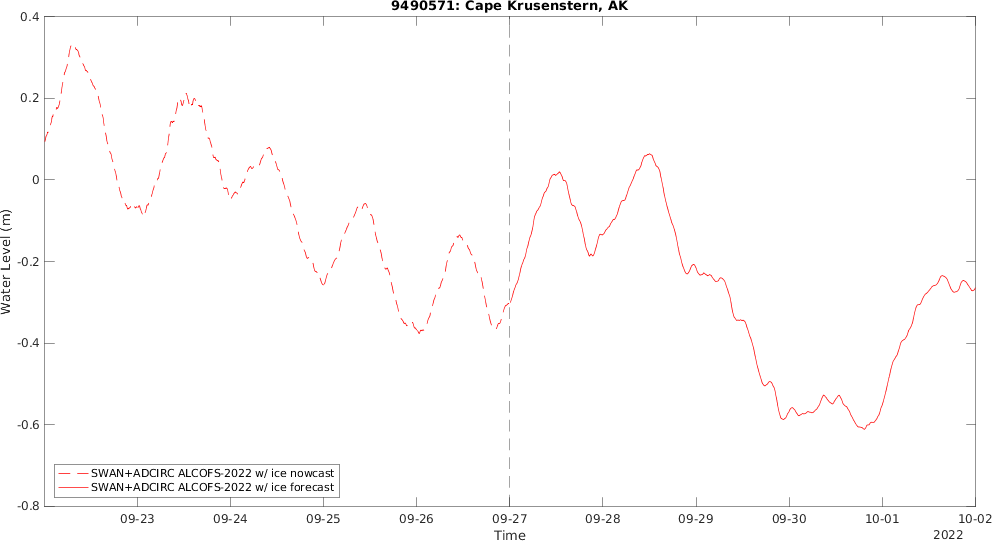 9490571: Cape Krusenstern, AK
0.4
0.2
0
-0.2
-0.4
-0.6
-0.8
Water Level (m)
SWAN+ADCIRC ALCOFS-2022 w/ ice nowcast
SWAN+ADCIRC ALCOFS-2022 w/ ice forecast
09-23 09-24 09-25 09-26 09-27 09-28 09-29 09-30 10-01 10-02
Time
2022